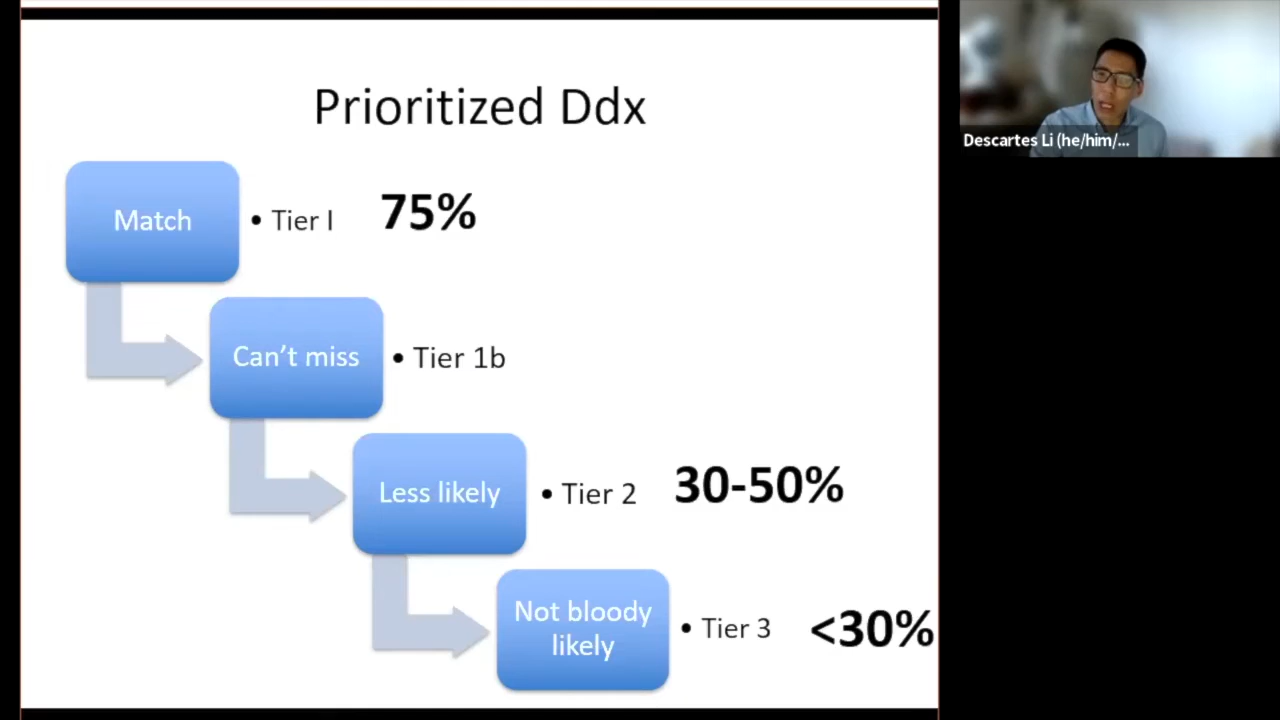 Prioritized Ddx
Match
• Tier I
75%
Can’t miss
• Tier 1b
Less likely
• Tier 2
30-50%
Not bloody
likely
• Tier 3
<30%
Descartes Li (he/him/...